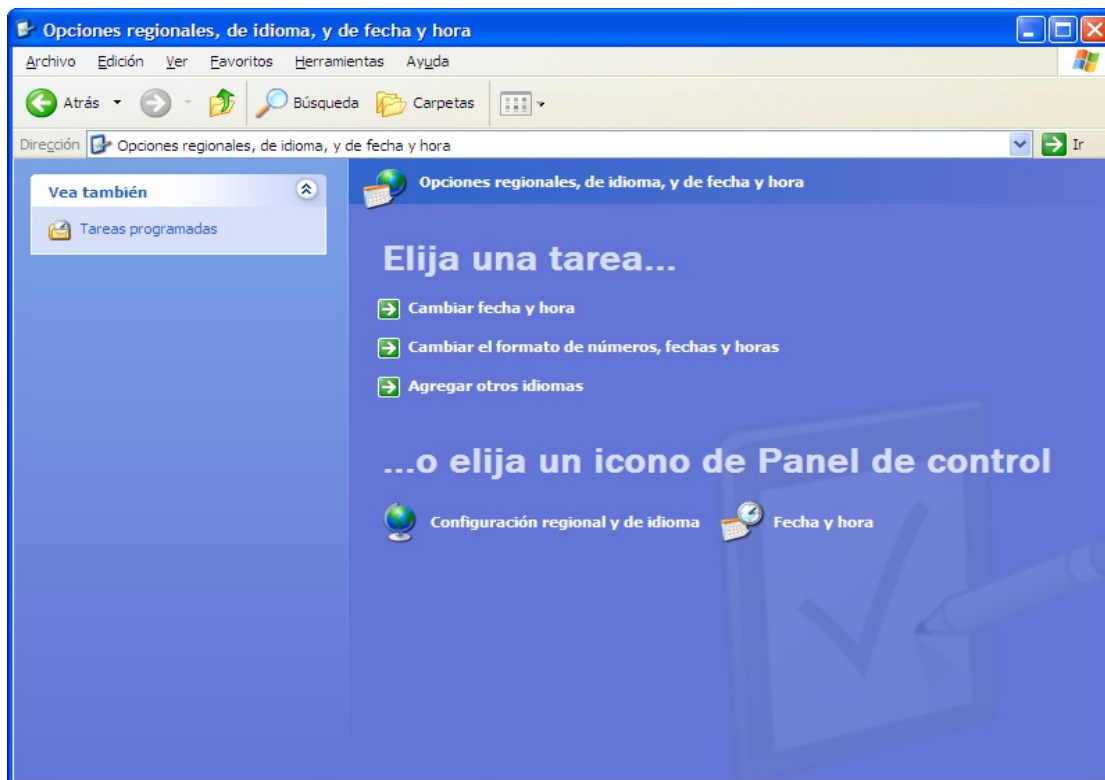 Opciones regionales, de idioma, y de fecha y hora
Archivo Edición Ver Favoritos Herramientas Ayuda
Atrás Búsqueda Carpetas
Dirección Opciones regionales, de idioma, y de fecha y hora Ir
Vea también
Tareas programadas
Opciones regionales, de idioma, y de fecha y hora
Elija una tarea...
Cambiar fecha y hora
Cambiar el formato de números, fechas y horas
Agregar otros idiomas
...o elija un icono de Panel de control
Configuración regional y de idioma Fecha y hora